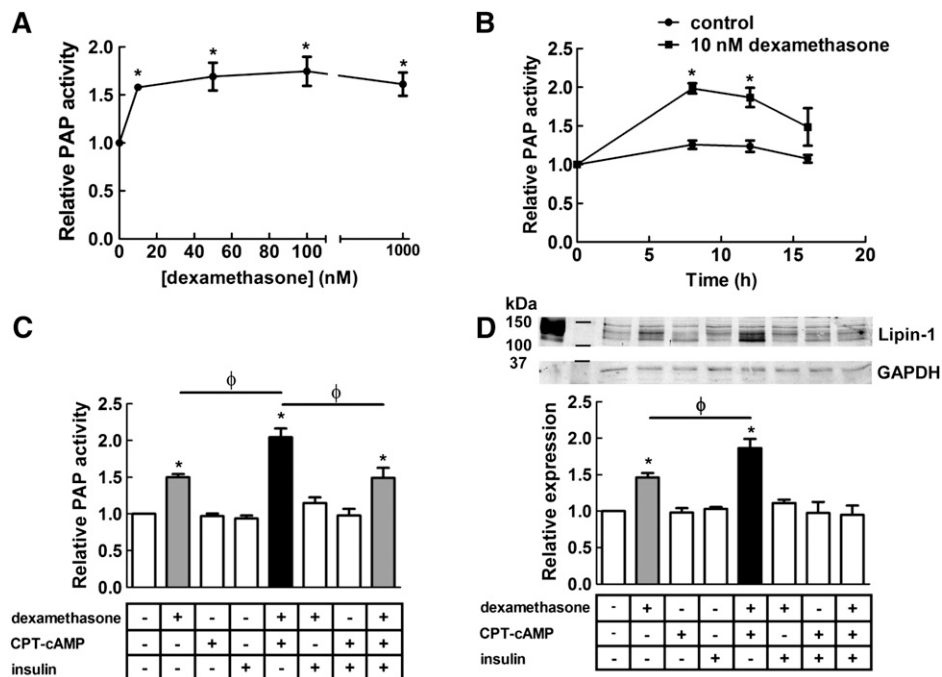 A
2.0
1.5
1.0
0.5
0.0
Relative PAP activity
* * * *
0 20 40 60 80 100 1000
[dexamethasone] (nM)
B
control
10 nM dexamethasone
2.5
2.0
1.5
1.0
0.5
0.0
Relative PAP activity
* *
0 5 10 15 20
Time (h)
C
ϕ
ϕ
* * *
2.5
2.0
1.5
1.0
0.5
0.0
Relative PAP activity
dexamethasone - + - - + + - +
CPT-cAMP - - + - + - + +
insulin - - - + - + + +
D
kDa
150
100
37
Lipin-1
GAPDH
ϕ
* *
2.5
2.0
1.5
1.0
0.5
0.0
Relative expression
dexamethasone - + - - + + - +
CPT-cAMP - - + - + - + +
insulin - - - + - + + +